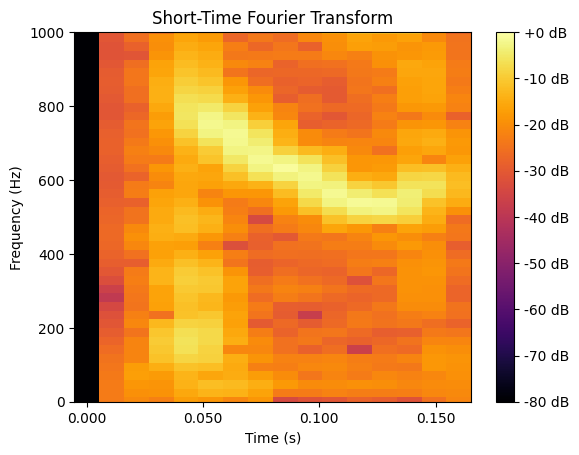 Short-Time Fourier Transform
1000
800
600
400
200
0
Frequency (Hz)
0.000
0.050
0.100
0.150
Time (s)
+0 dB
-10 dB
-20 dB
-30 dB
-40 dB
-50 dB
-60 dB
-70 dB
-80 dB